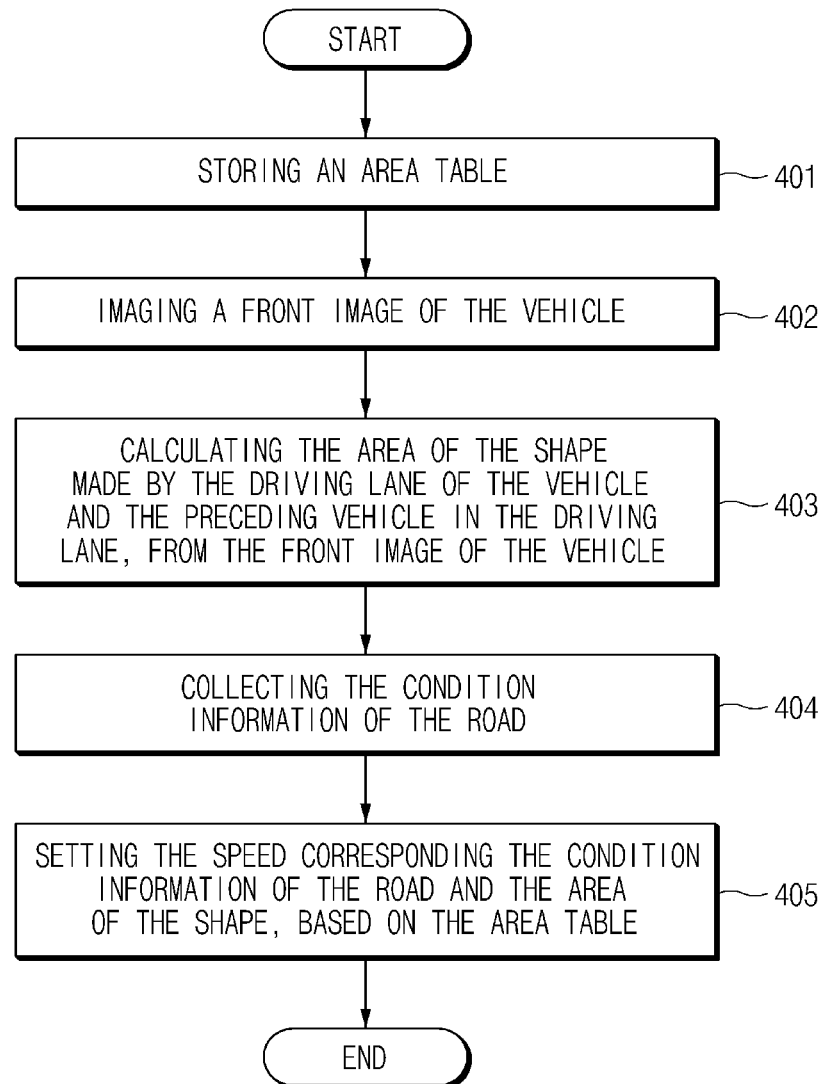 START
STORING AN AREA TABLE
401
IMAGING A FRONT IMAGE OF THE VEHICLE
402
CALCULATING THE AREA OF THE SHAPE
MADE BY THE DRIVING LANE OF THE VEHICLE
AND THE PRECEDING VEHICLE IN THE DRIVING
LANE, FROM THE FRONT IMAGE OF THE VEHICLE
403
COLLECTING THE CONDITION
INFORMATION OF THE ROAD
404
SETTING THE SPEED CORRESPONDING THE CONDITION
INFORMATION OF THE ROAD AND THE AREA
OF THE SHAPE, BASED ON THE AREA TABLE
405
END